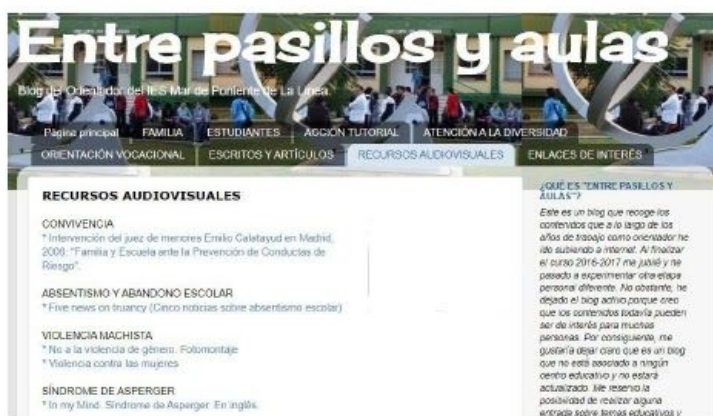 Entre pasillos y aulas
Blog del Orientador del IES Mar de Poniente de La Línea.
Página principal FAMILIA ESTUDIANTES ACCIÓN TUTORIAL ATENCIÓN A LA DIVERSIDAD
ORIENTACIÓN VOCACIONAL ESCRITOS Y ARTÍCULOS RECURSOS AUDIOVISUALES ENLACES DE INTERÉS
RECURSOS AUDIOVISUALES
CONVIVENCIA
* Intervención del juez de menores Emilio Calatayud en Madrid,
2006: "Familia y Escuela ante la Prevención de Conductas de
Riesgo".
ABSENTISMO Y ABANDONO ESCOLAR
* Five news on truancy (Cinco noticias sobre absentismo escolar)
VIOLENCIA MACHISTA
* No a la violencia de género. Fotomontaje
* Violencia contra las mujeres
SÍNDROME DE ASPERGER
* In my Mind. Síndrome de Asperger. En inglés.
¿QUÉ ES "ENTRE PASILLOS Y
AULAS"?
Este es un blog que recoge los
contenidos que a lo largo de los
años de trabajo como orientador he
ido subiendo a internet. Al finalizar
el curso 2016-2017 me jubilé y he
pasado a experimentar otra etapa
personal diferente. No obstante, he
dejado el blog activo porque creo
que los contenidos todavía pueden
ser de interés para muchas
personas. Por consiguiente, me
gustaría dejar claro que es un blog
que no está asociado a ningún
centro educativo y no estará
actualizado. Me reservo la
posibilidad de realizar alguna
entrada sobre temas educativos y